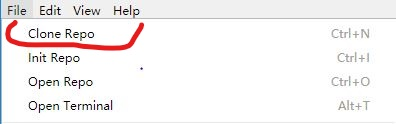 File Edit View Help
Clone Repo Ctrl+N
Init Repo Ctrl+I
Open Repo Ctrl+O
Open Terminal Alt+T